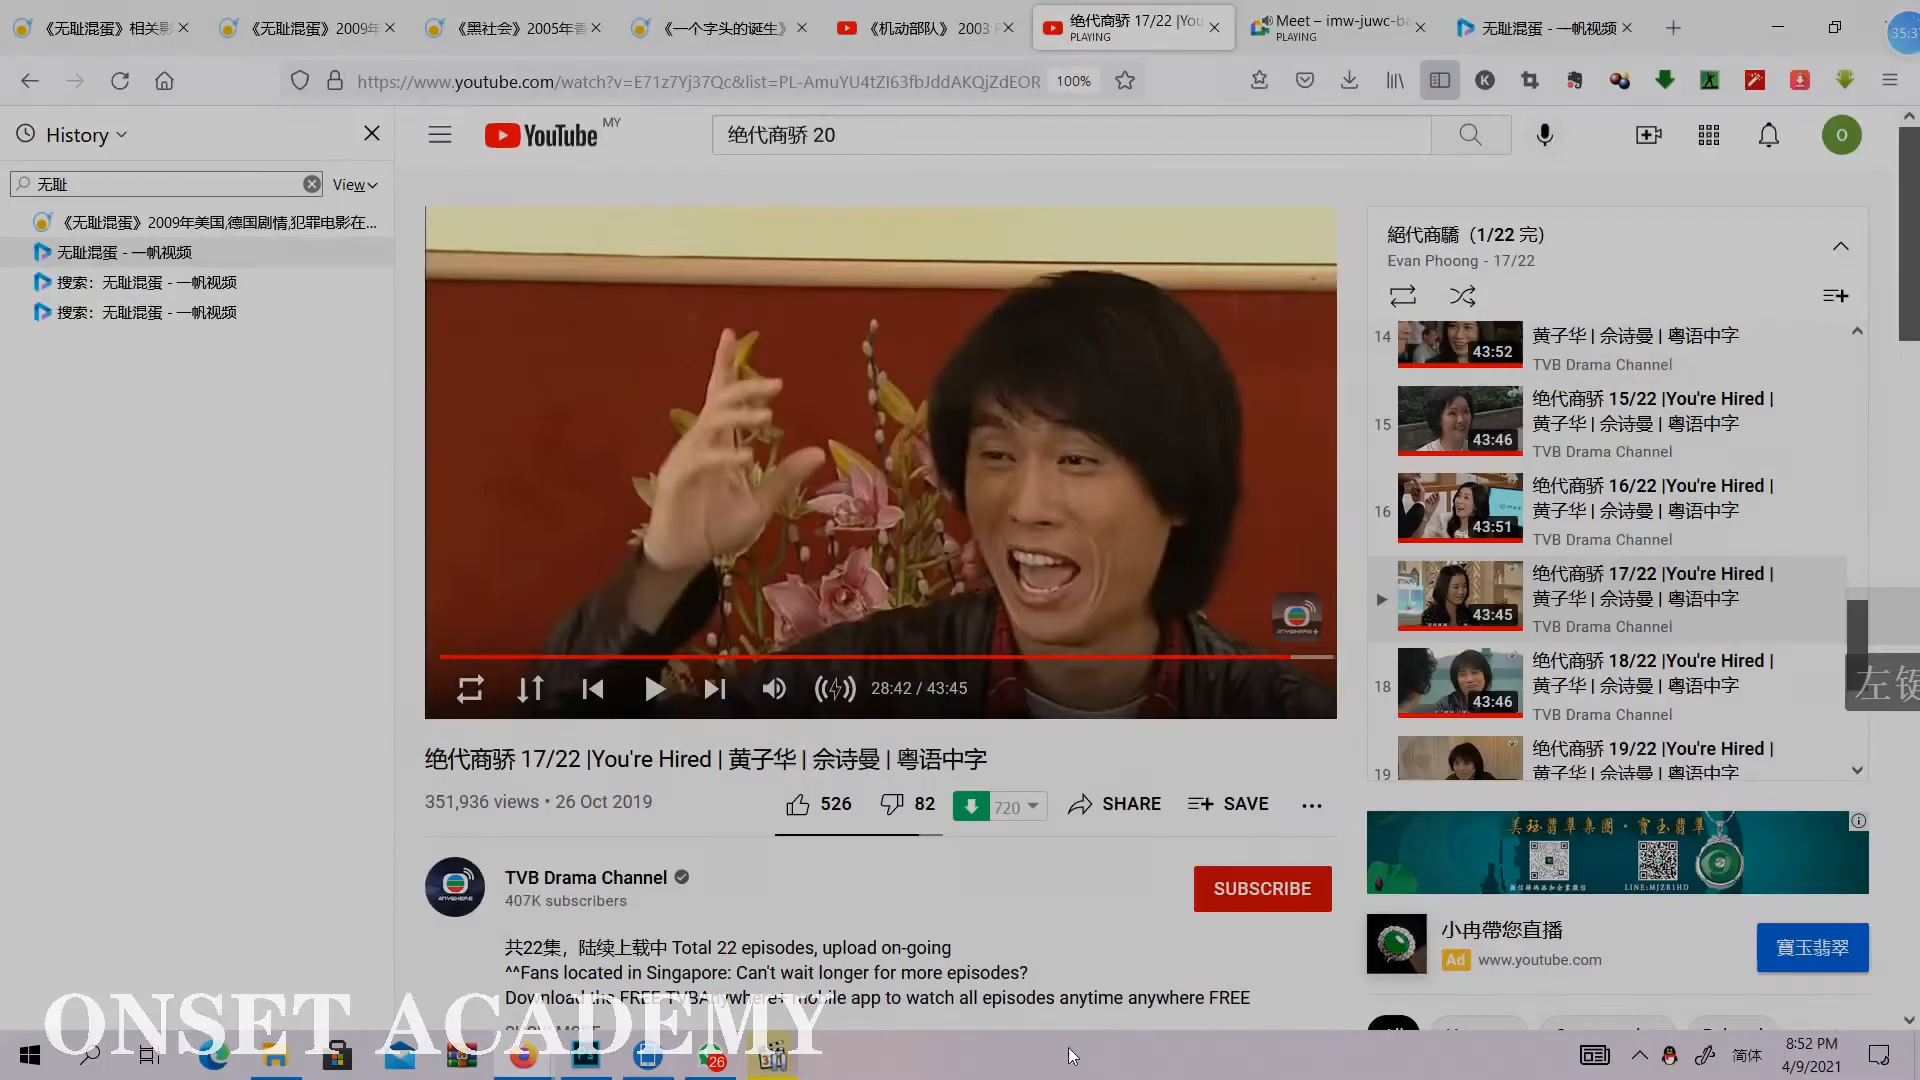 《无耻混蛋》相关影
《无耻混蛋》2009年
《黑社会》2005年香
《一个字头的诞生》
《机动部队》 2003
绝代商骄 17/22 |You
PLAYING
Meet – imw-juwc-ba
PLAYING
无耻混蛋 - 一帆视频
35:3
https://www.youtube.com/watch?v=E71z7Yj37Qc&list=PL-AmuYU4tZI63fbJddAKQjZdEOR
100%
History
无耻
View
《无耻混蛋》2009年美国,德国剧情,犯罪电影在...
无耻混蛋 - 一帆视频
搜索：无耻混蛋 - 一帆视频
搜索：无耻混蛋 - 一帆视频
YouTube MY
绝代商骄 20
O
28:42 / 43:45
绝代商骄 17/22 |You're Hired | 黄子华 | 佘诗曼 | 粤语中字
351,936 views • 26 Oct 2019
526
82
720
SHARE
SAVE
TVB Drama Channel
407K subscribers
SUBSCRIBE
共22集，陆续上载中 Total 22 episodes, upload on-going
^^Fans located in Singapore: Can't wait longer for more episodes?
Download the FREE TVBAnywhere+ mobile app to watch all episodes anytime anywhere FREE
SHOW MORE
絕代商驕（1/22 完）
Evan Phoong - 17/22
14
43:52
黄子华 | 佘诗曼 | 粤语中字
TVB Drama Channel
15
43:46
绝代商骄 15/22 |You're Hired |
黄子华 | 佘诗曼 | 粤语中字
TVB Drama Channel
16
43:51
绝代商骄 16/22 |You're Hired |
黄子华 | 佘诗曼 | 粤语中字
TVB Drama Channel
43:45
绝代商骄 17/22 |You're Hired |
黄子华 | 佘诗曼 | 粤语中字
TVB Drama Channel
18
43:46
绝代商骄 18/22 |You're Hired |
黄子华 | 佘诗曼 | 粤语中字
TVB Drama Channel
19
绝代商骄 19/22 |You're Hired |
黄子华 | 佘诗曼 | 粤语中字
左键
美珏翡翠集團·寶玉翡翠
LINE:MJZB1HD
小冉帶您直播
Ad www.youtube.com
寶玉翡翠
ONSET ACADEMY
26
简体
8:52 PM
4/9/2021